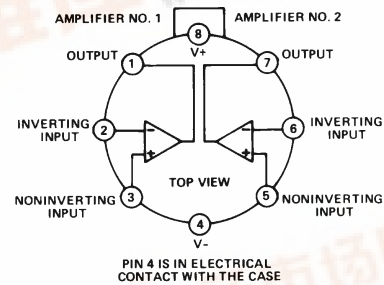 AMPLIFIER NO. 1
AMPLIFIER NO. 2
8
V+
OUTPUT
1
7
OUTPUT
INVERTING
INPUT
2
-
-
6
INVERTING
INPUT
+
+
TOP VIEW
NONINVERTING
INPUT
3
5
NONINVERTING
INPUT
4
V-
PIN 4 IS IN ELECTRICAL
CONTACT WITH THE CASE